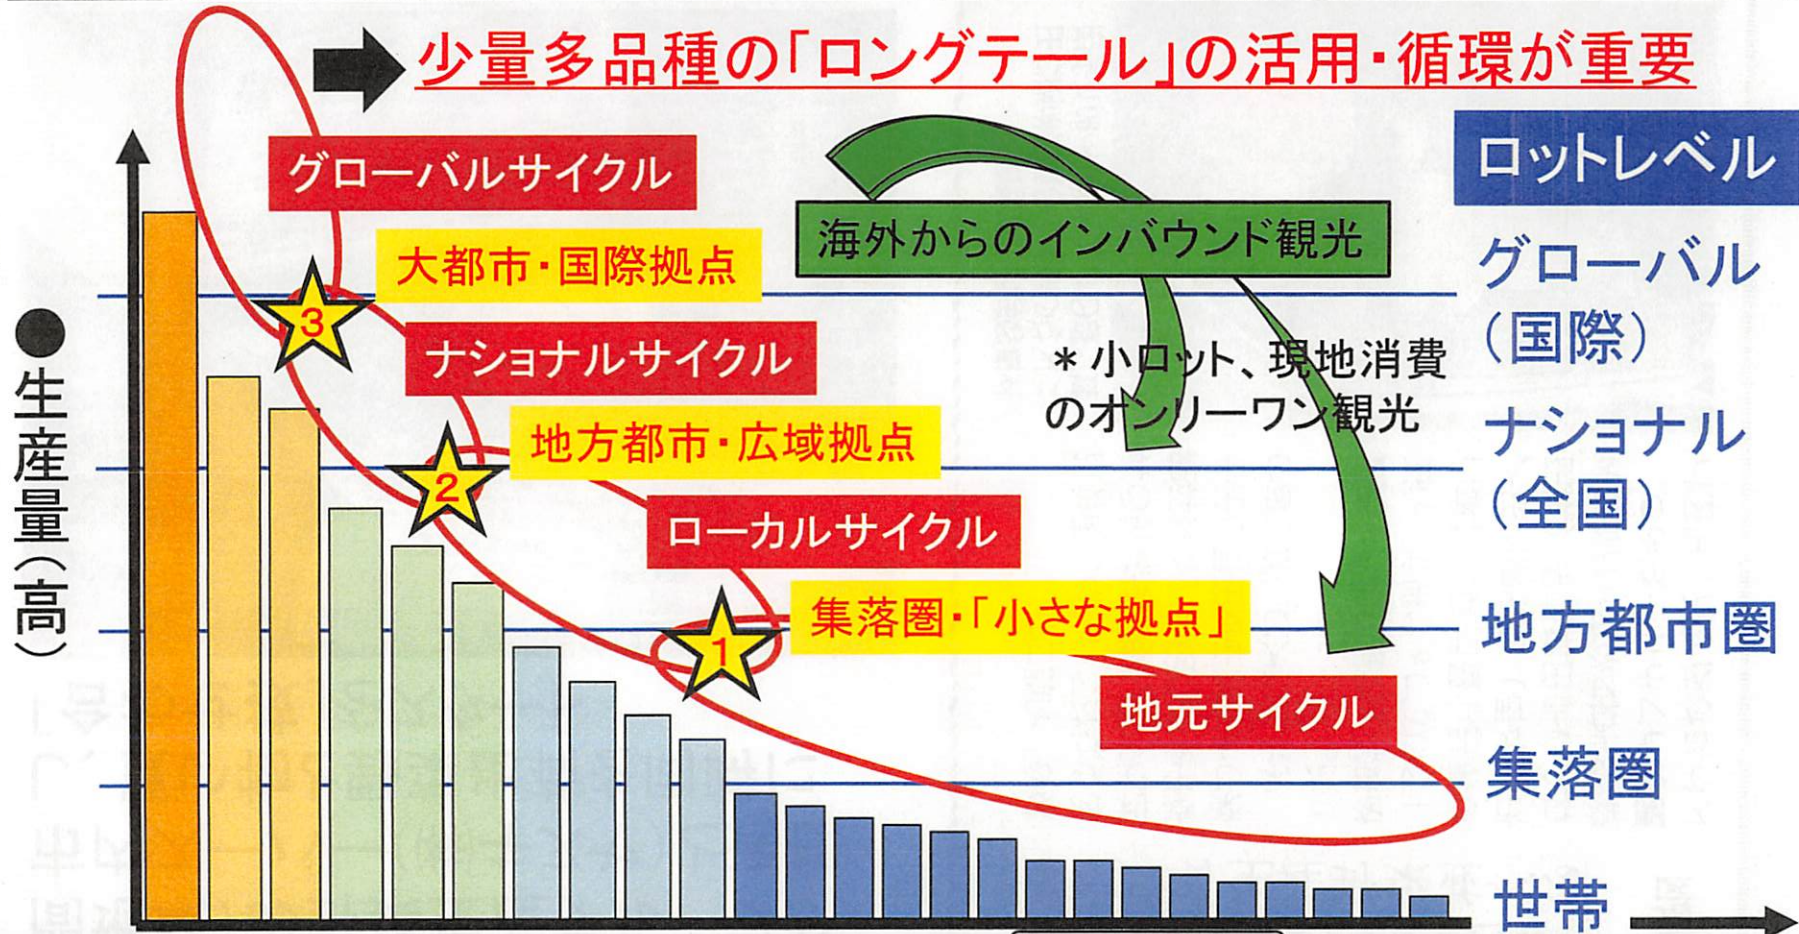 少量多品種の「ロングテール」の活用・循環が重要
グローバルサイクル
ロットレベル
海外からのインバウンド観光
大都市・国際拠点
グローバル
（国際）
3
ナショナルサイクル
＊小ロット、現地消費
のオンリーワン観光
地方都市・広域拠点
ナショナル
（全国）
2
ローカルサイクル
集落圏・「小さな拠点」
地方都市圏
1
地元サイクル
集落圏
世帯
●生産量（高）